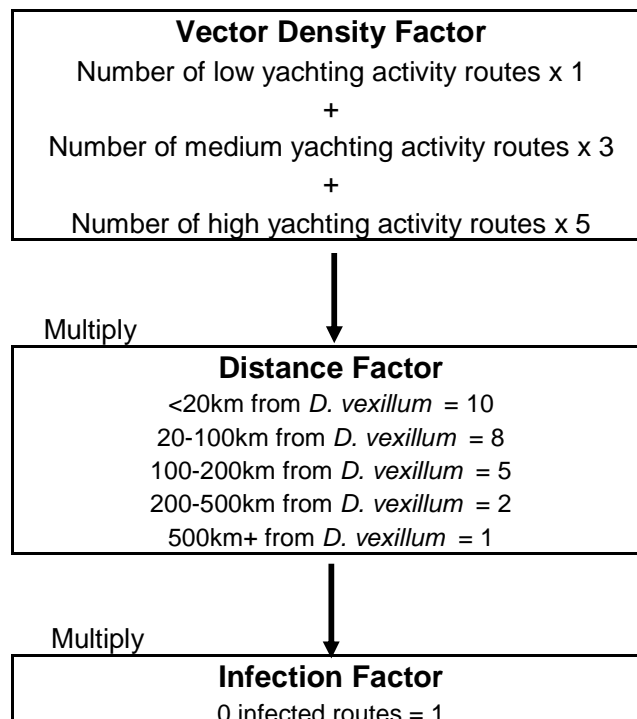 Vector Density Factor
Number of low yachting activity routes x 1
+
Number of medium yachting activity routes x 3
+
Number of high yachting activity routes x 5
Multiply
Distance Factor
<20km from D. vexillum = 10
20-100km from D. vexillum = 8
100-200km from D. vexillum = 5
200-500km from D. vexillum = 2
500km+ from D. vexillum = 1
Multiply
Infection Factor
0 infected routes = 1